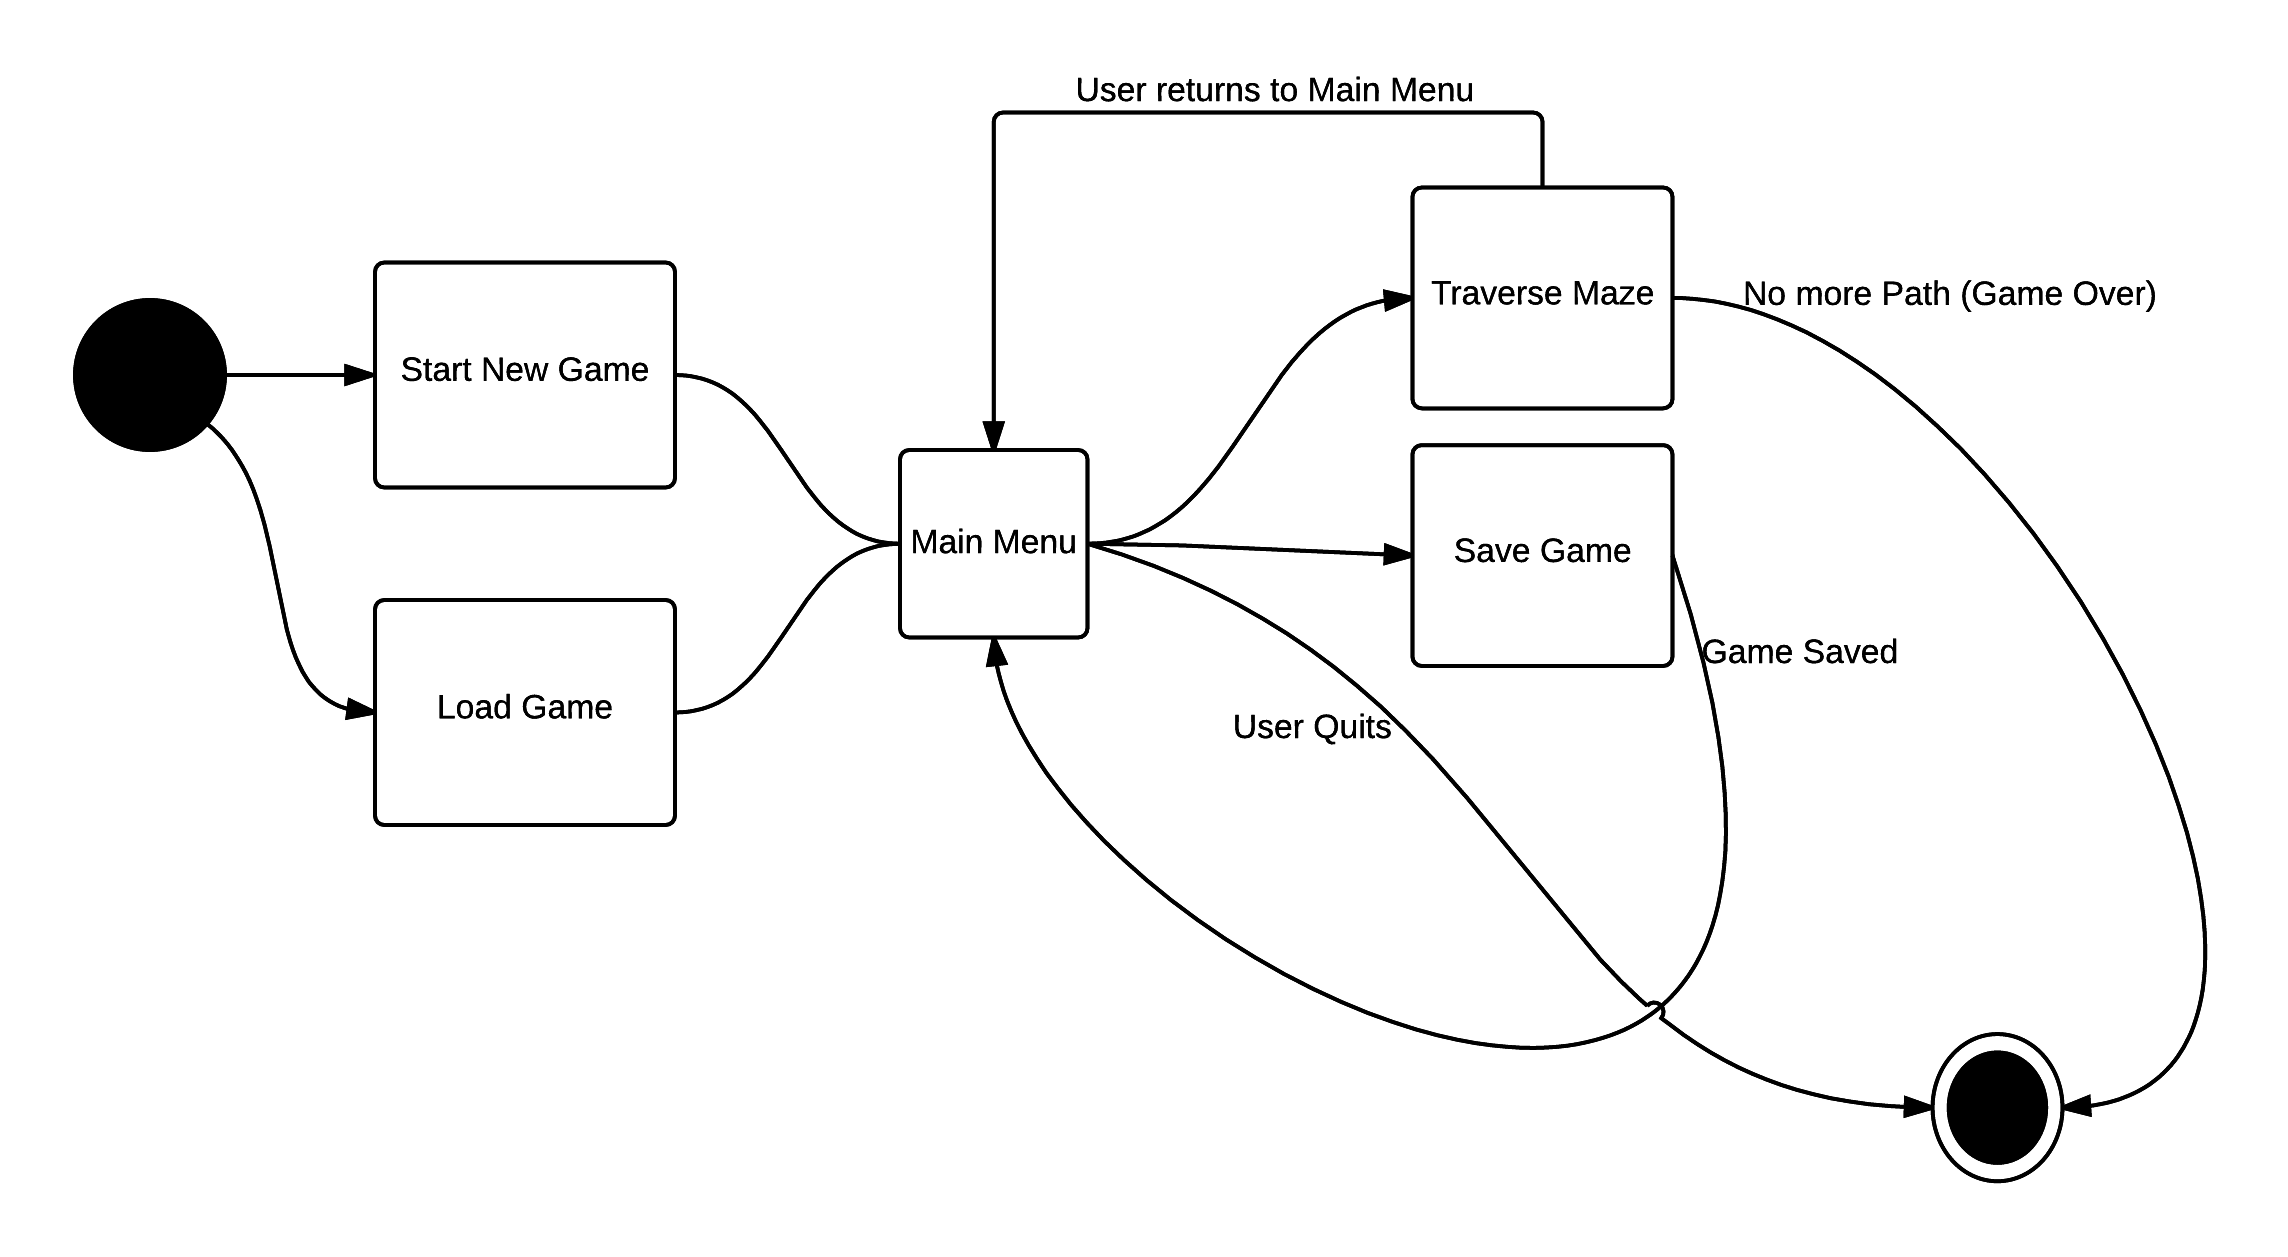 User returns to Main Menu
Traverse Maze
No more Path (Game Over)
Start New Game
Main Menu
Save Game
Game Saved
Load Game
User Quits